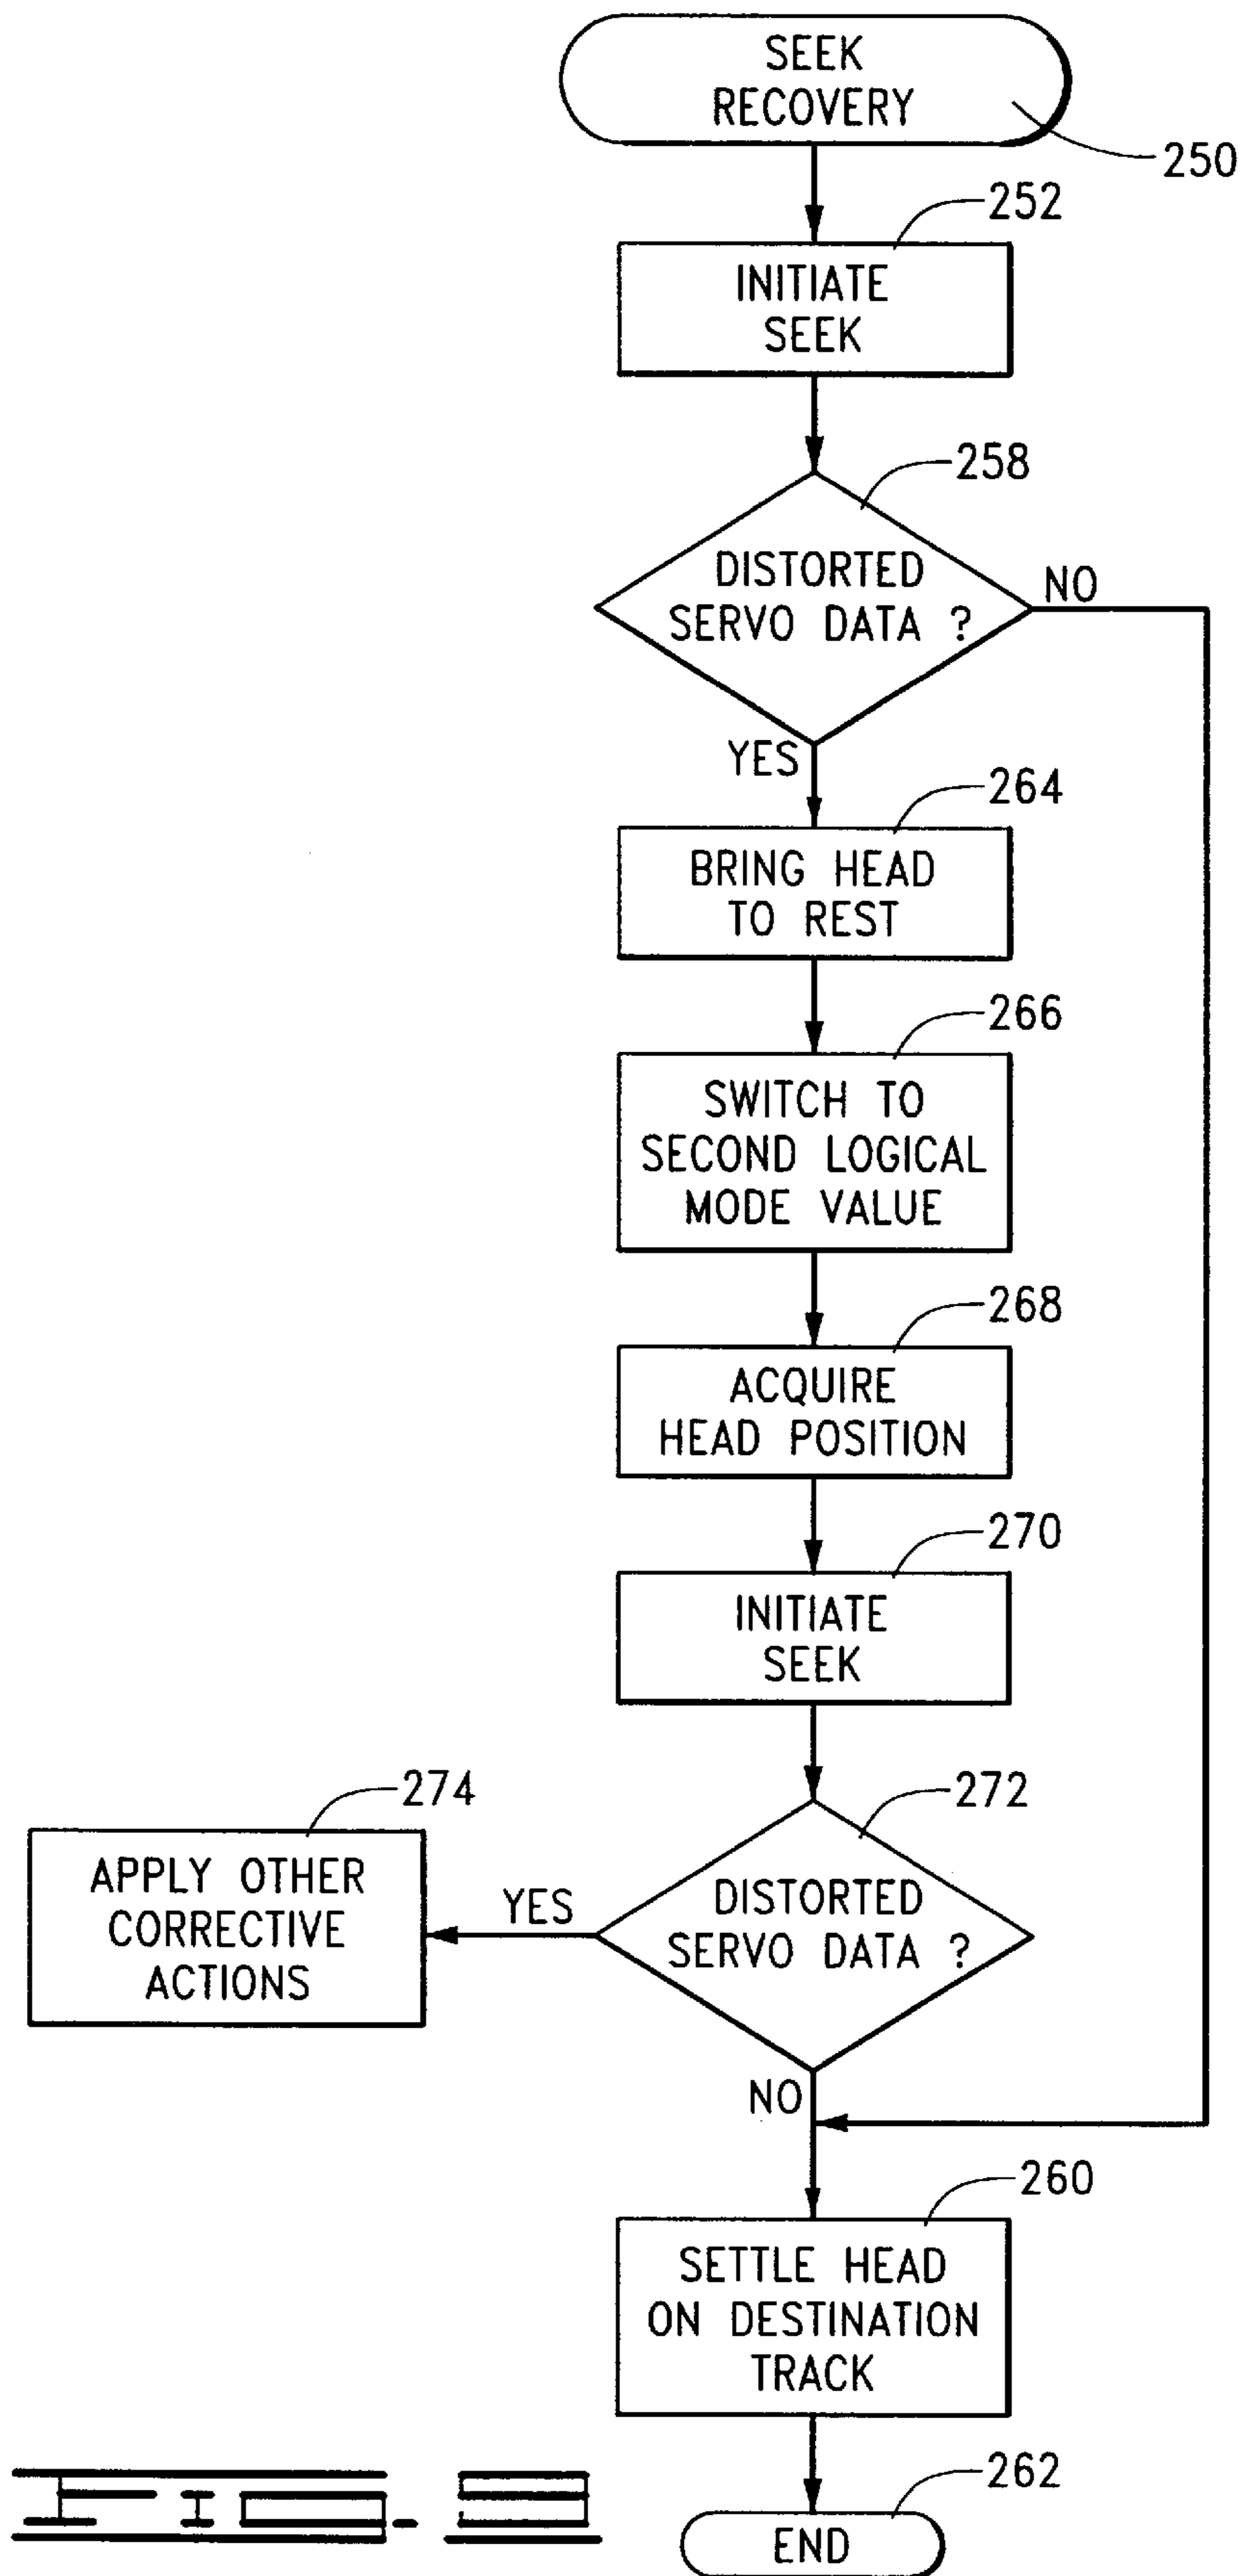 SEEK
RECOVERY
250
252
INITIATE
SEEK
258
DISTORTED
SERVO DATA ?
NO
YES
264
BRING HEAD
TO REST
266
SWITCH TO
SECOND LOGICAL
MODE VALUE
268
ACQUIRE
HEAD POSITION
270
INITIATE
SEEK
272
274
DISTORTED
SERVO DATA ?
YES
APPLY OTHER
CORRECTIVE
ACTIONS
NO
260
SETTLE HEAD
ON DESTINATION
TRACK
262
END